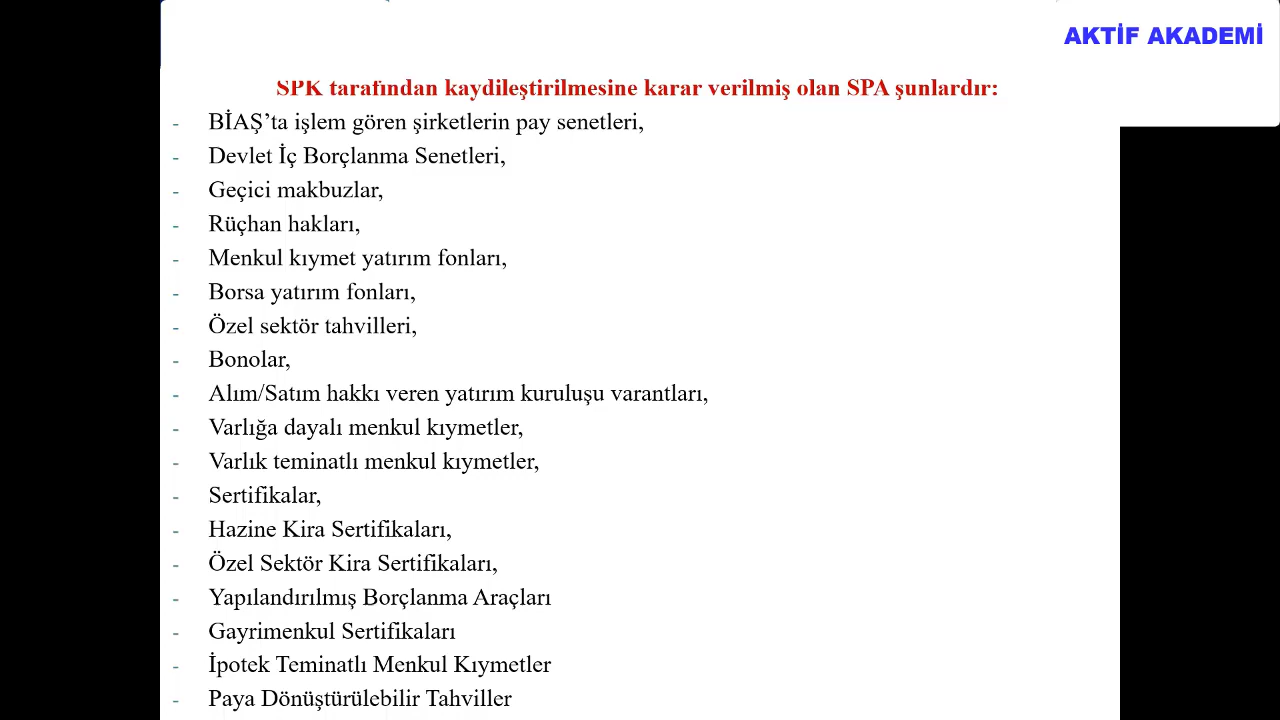 AKTİF AKADEMİ
SPK tarafından kaydileştirilmesine karar verilmiş olan SPA şunlardır:
- BİAŞ’ta işlem gören şirketlerin pay senetleri,
- Devlet İç Borçlanma Senetleri,
- Geçici makbuzlar,
- Rüçhan hakları,
- Menkul kıymet yatırım fonları,
- Borsa yatırım fonları,
- Özel sektör tahvilleri,
- Bonolar,
- Alım/Satım hakkı veren yatırım kuruluşu varantları,
- Varlığa dayalı menkul kıymetler,
- Varlık teminatlı menkul kıymetler,
- Sertifikalar,
- Hazine Kira Sertifikaları,
- Özel Sektör Kira Sertifikaları,
- Yapılandırılmış Borçlanma Araçları
- Gayrimenkul Sertifikaları
- İpotek Teminatlı Menkul Kıymetler
- Paya Dönüştürülebilir Tahviller